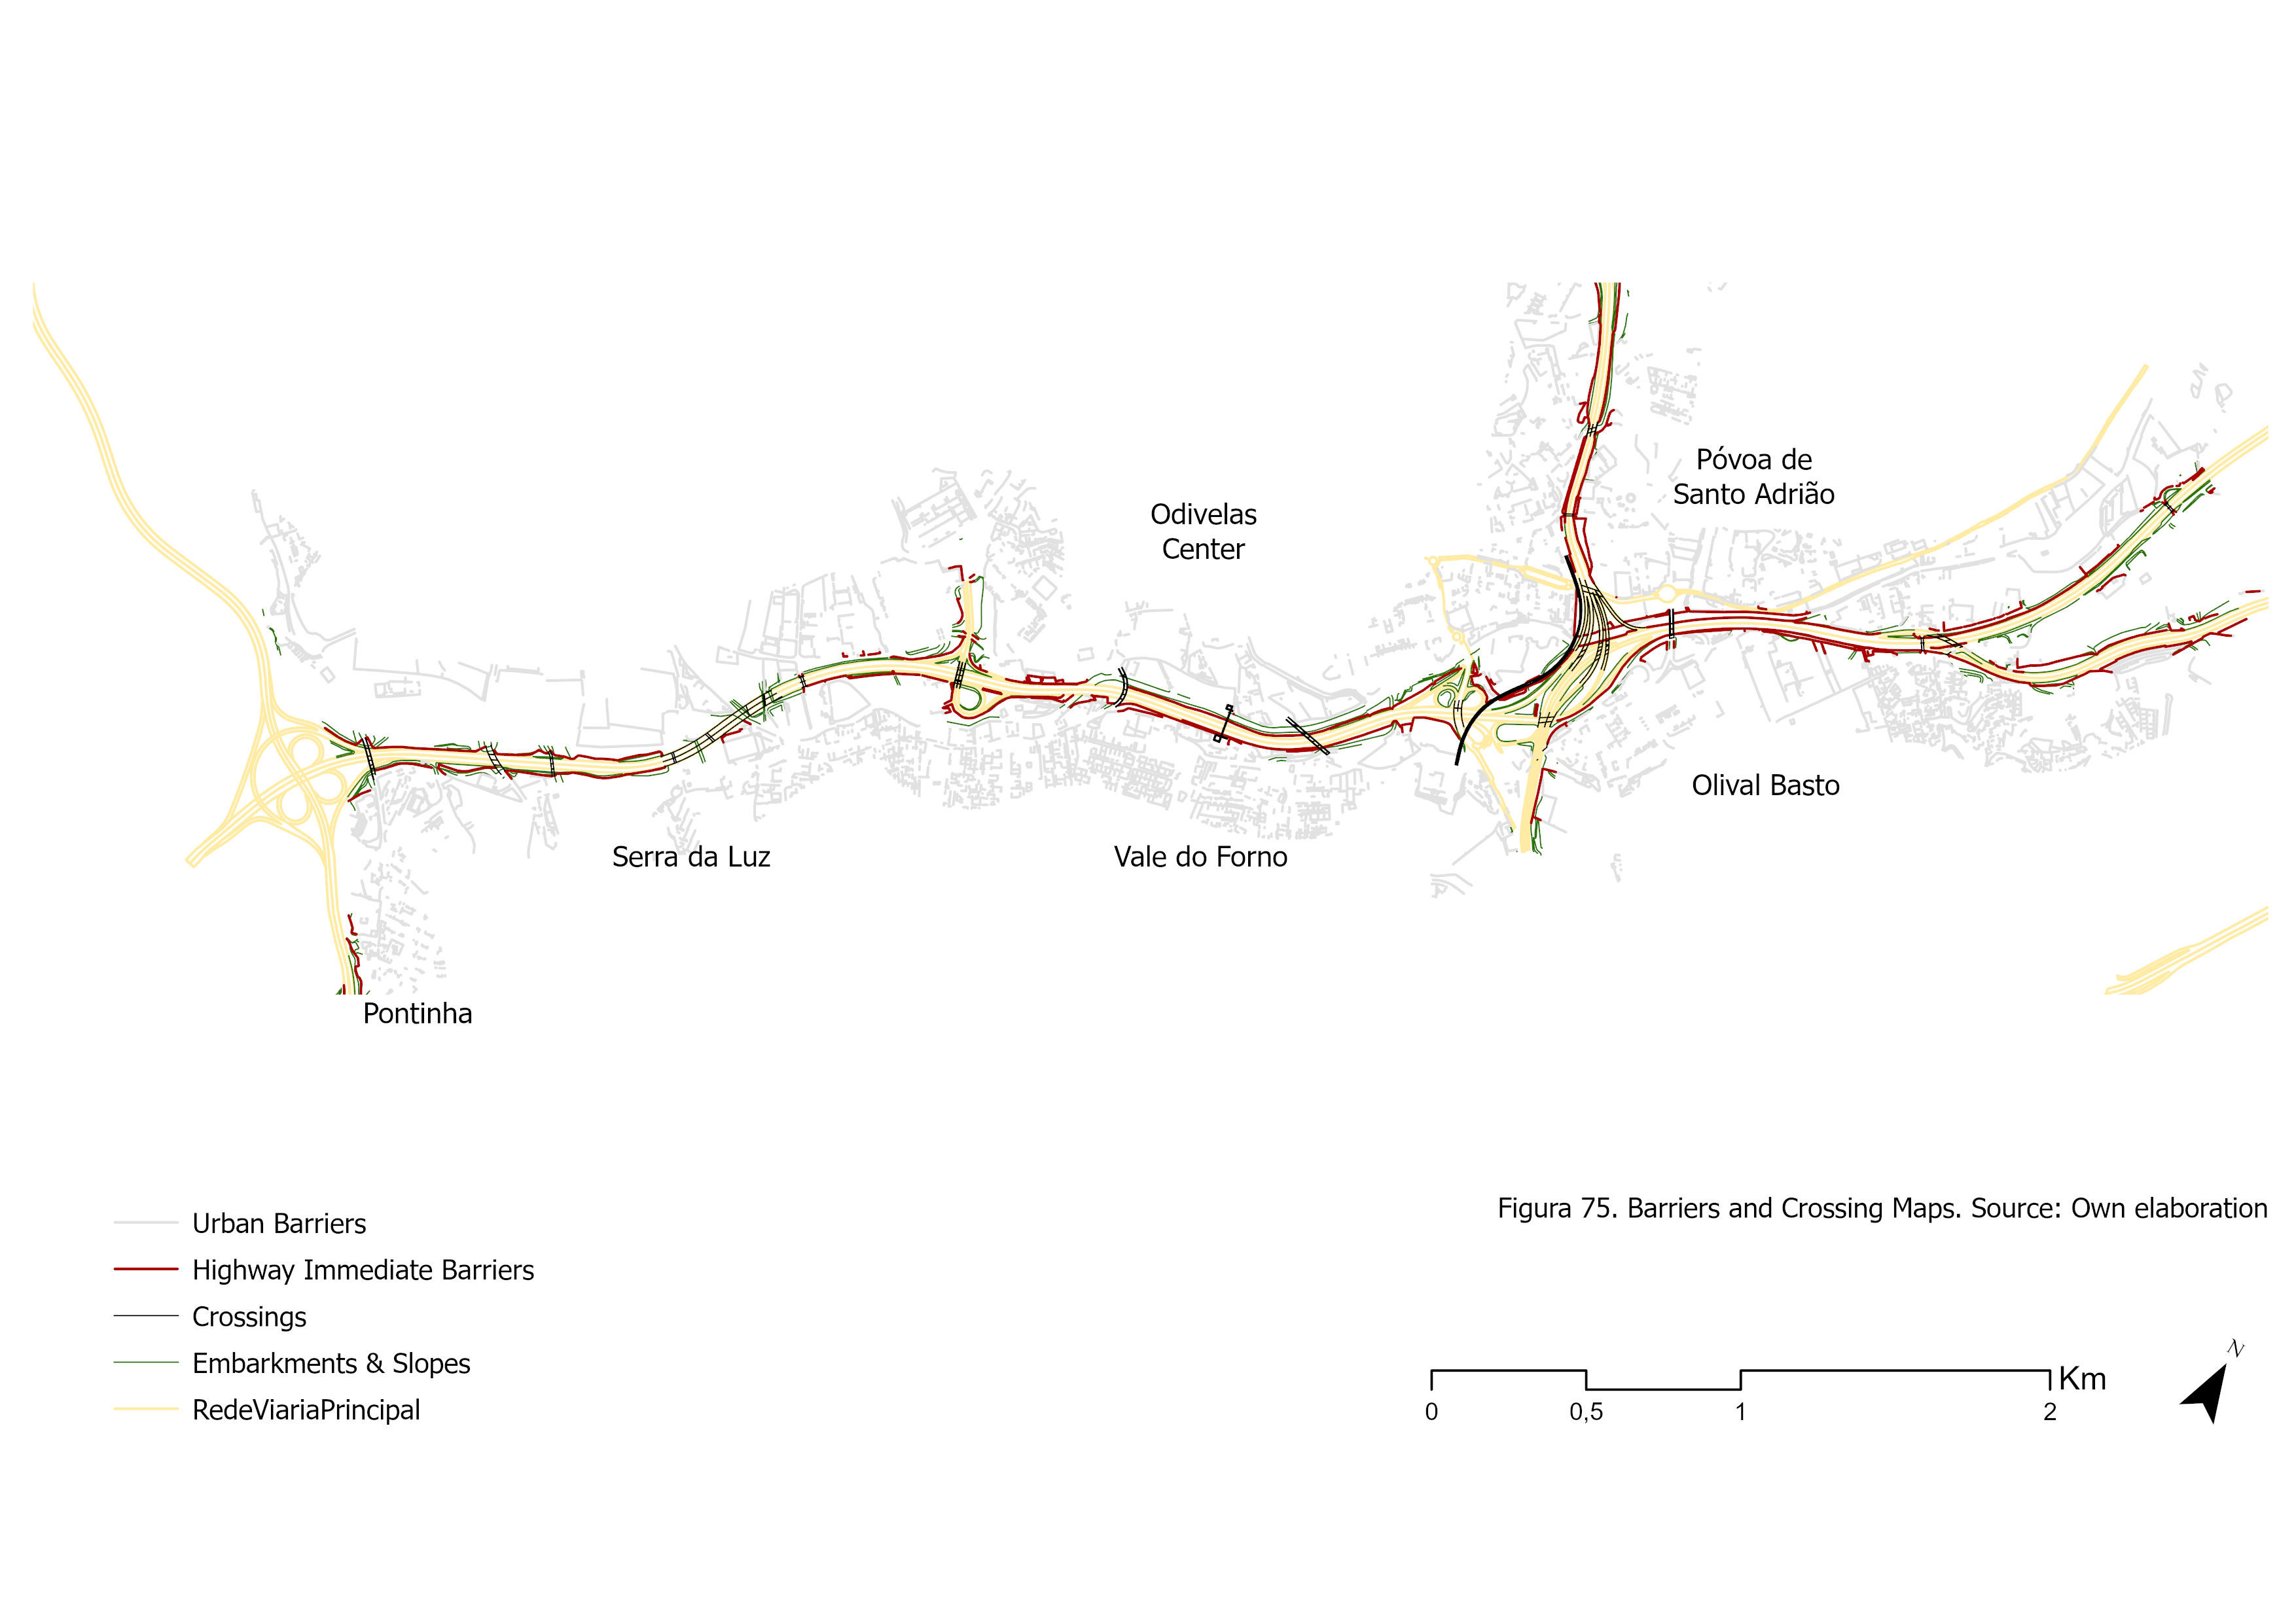 Póvoa de
Santo Adrião
Odivelas
Center
Olival Basto
Serra da Luz
Vale do Forno
Pontinha
Figura 75. Barriers and Crossing Maps. Source: Own elaboration
Urban Barriers
Highway Immediate Barriers
Crossings
Embarkments & Slopes
RedeViariaPrincipal
N
Km
0 0,5 1 2